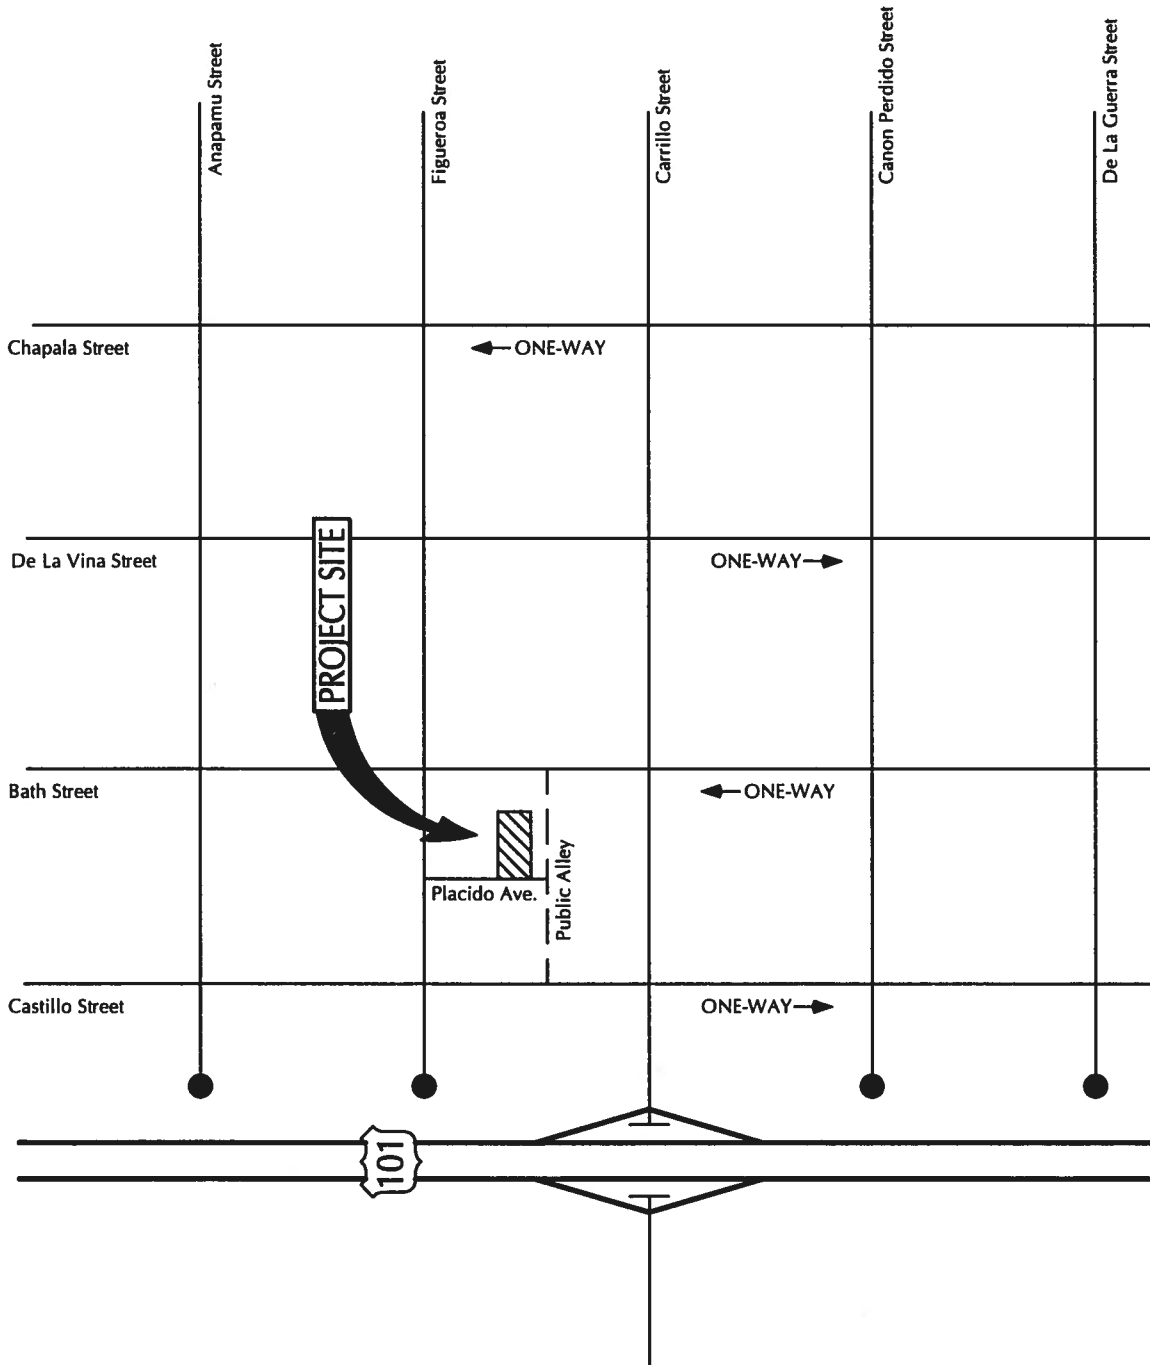 Anapamu Street
Figueroa Street
Carrillo Street
Canon Perdido Street
De La Guerra Street
Chapala Street
ONE-WAY
PROJECT SITE
De La Vina Street
ONE-WAY
Bath Street
ONE-WAY
Placido Ave.
Public Alley
Castillo Street
ONE-WAY
101